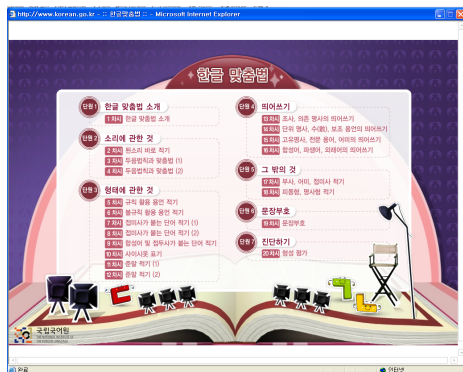 http://www.korean.go.kr - :: 한글맞춤법 :: - Microsoft Internet Explorer
한글 맞춤법
단원1 한글 맞춤법 소개
1차시 한글 맞춤법 소개
단원2 소리에 관한 것
2차시 된소리 바로 적기
3차시 두음법칙과 맞춤법 (1)
4차시 두음법칙과 맞춤법 (2)
단원3 형태에 관한 것
5차시 규칙 활용 용언 적기
6차시 불규칙 활용 용언 적기
7차시 접미사가 붙는 단어 적기 (1)
8차시 접미사가 붙는 단어 적기 (2)
9차시 합성어 및 접두사가 붙는 단어 적기
10차시 사이시옷 표기
11차시 준말 적기 (1)
12차시 준말 적기 (2)
단원4 띄어쓰기
13차시 조사, 의존 명사의 띄어쓰기
14차시 단위 명사, 수(數), 보조 용언의 띄어쓰기
15차시 고유명사, 전문 용어, 어미의 띄어쓰기
16차시 합성어, 파생어, 외래어의 띄어쓰기
단원5 그 밖의 것
17차시 부사, 어미, 접미사 적기
18차시 피동형, 명사형 적기
단원6 문장부호
19차시 문장부호
단원7 진단하기
20차시 형성 평가
국립국어원
THE NATIONAL INSTITUTE OF
THE KOREAN LANGUAGE
완료
인터넷